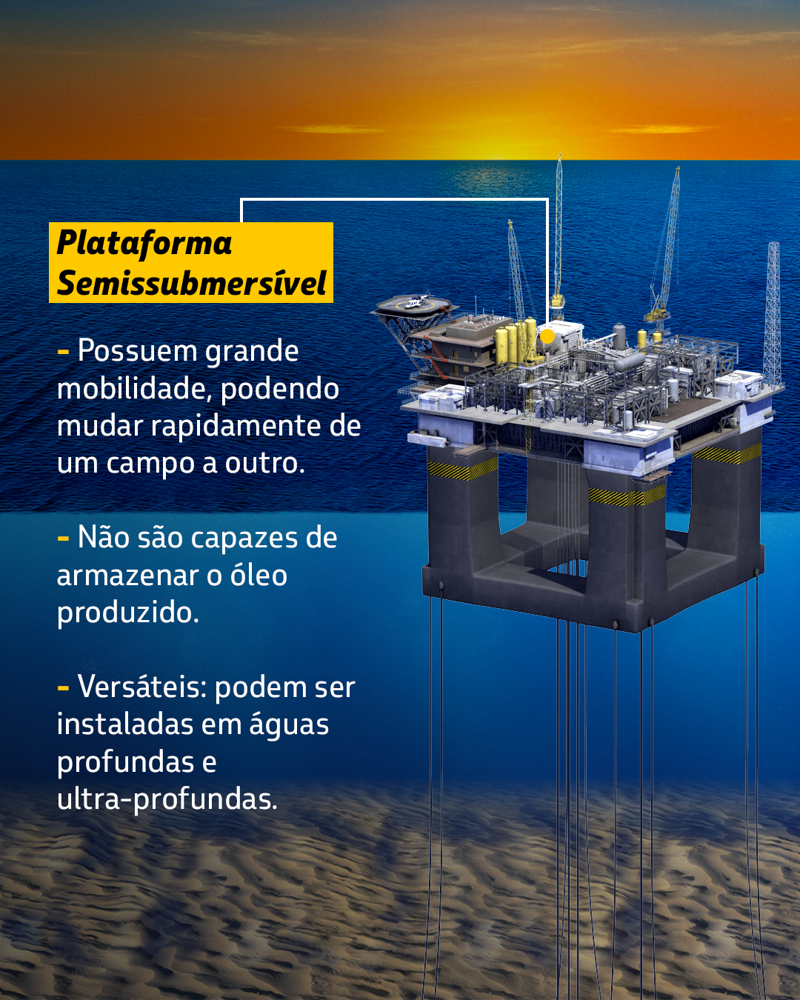 Plataforma
Semissubmersível
- Possuem grande
mobilidade, podendo
mudar rapidamente de
um campo a outro.
- Não são capazes de
armazenar o óleo
produzido.
- Versáteis: podem ser
instaladas em águas
profundas e
ultra-profundas.